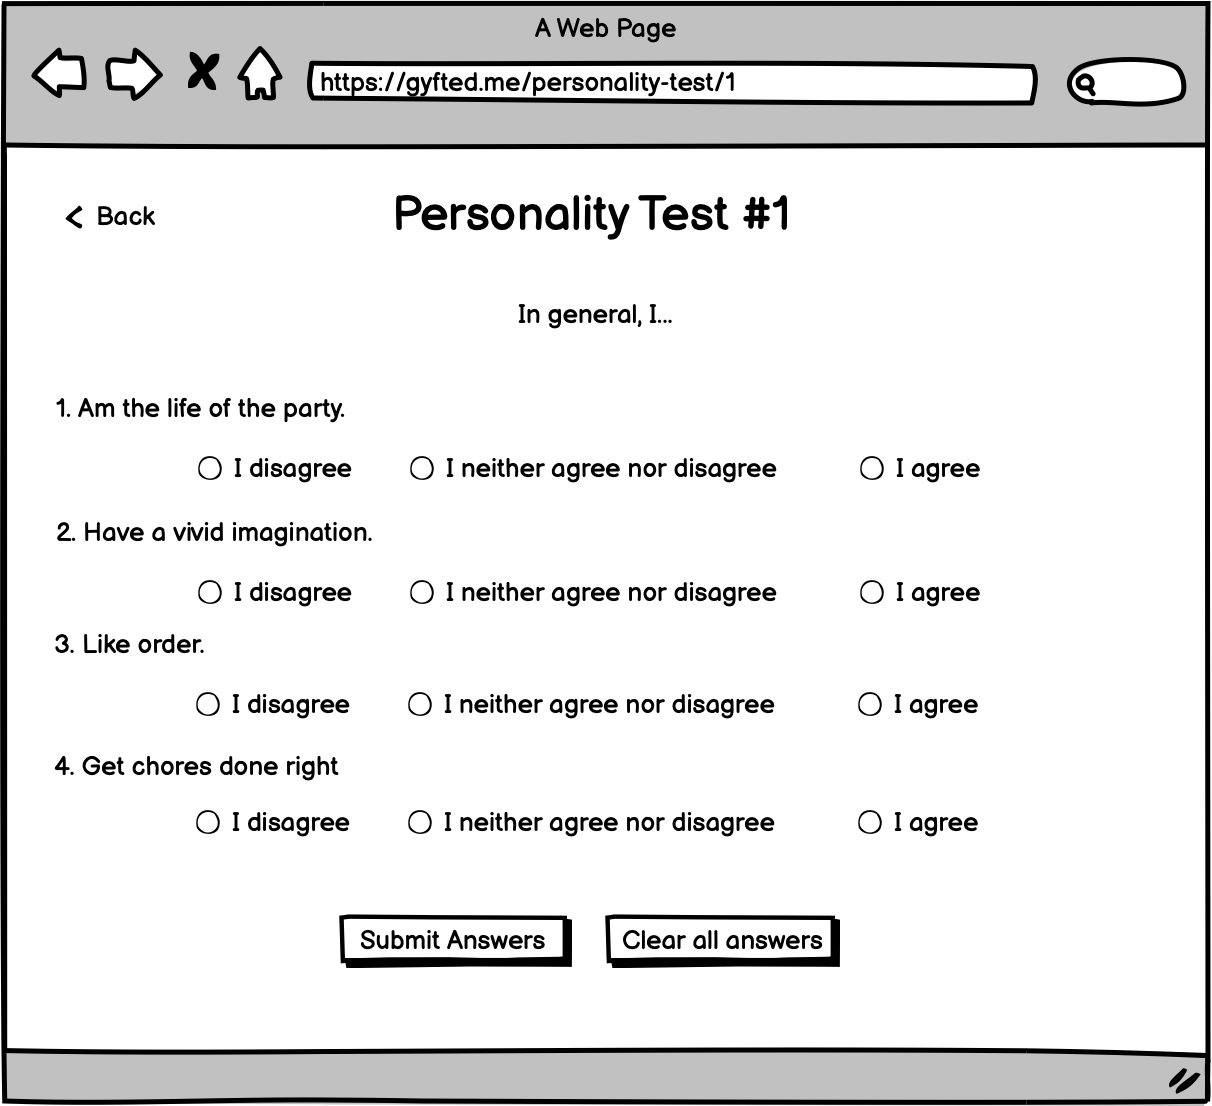 A Web Page
https://gyfted.me/personality-test/1
Back
Personality Test #1
In general, I...
1. Am the life of the party.
I disagree I neither agree nor disagree I agree
2. Have a vivid imagination.
I disagree I neither agree nor disagree I agree
3. Like order.
I disagree I neither agree nor disagree I agree
4. Get chores done right
I disagree I neither agree nor disagree I agree
Submit Answers Clear all answers